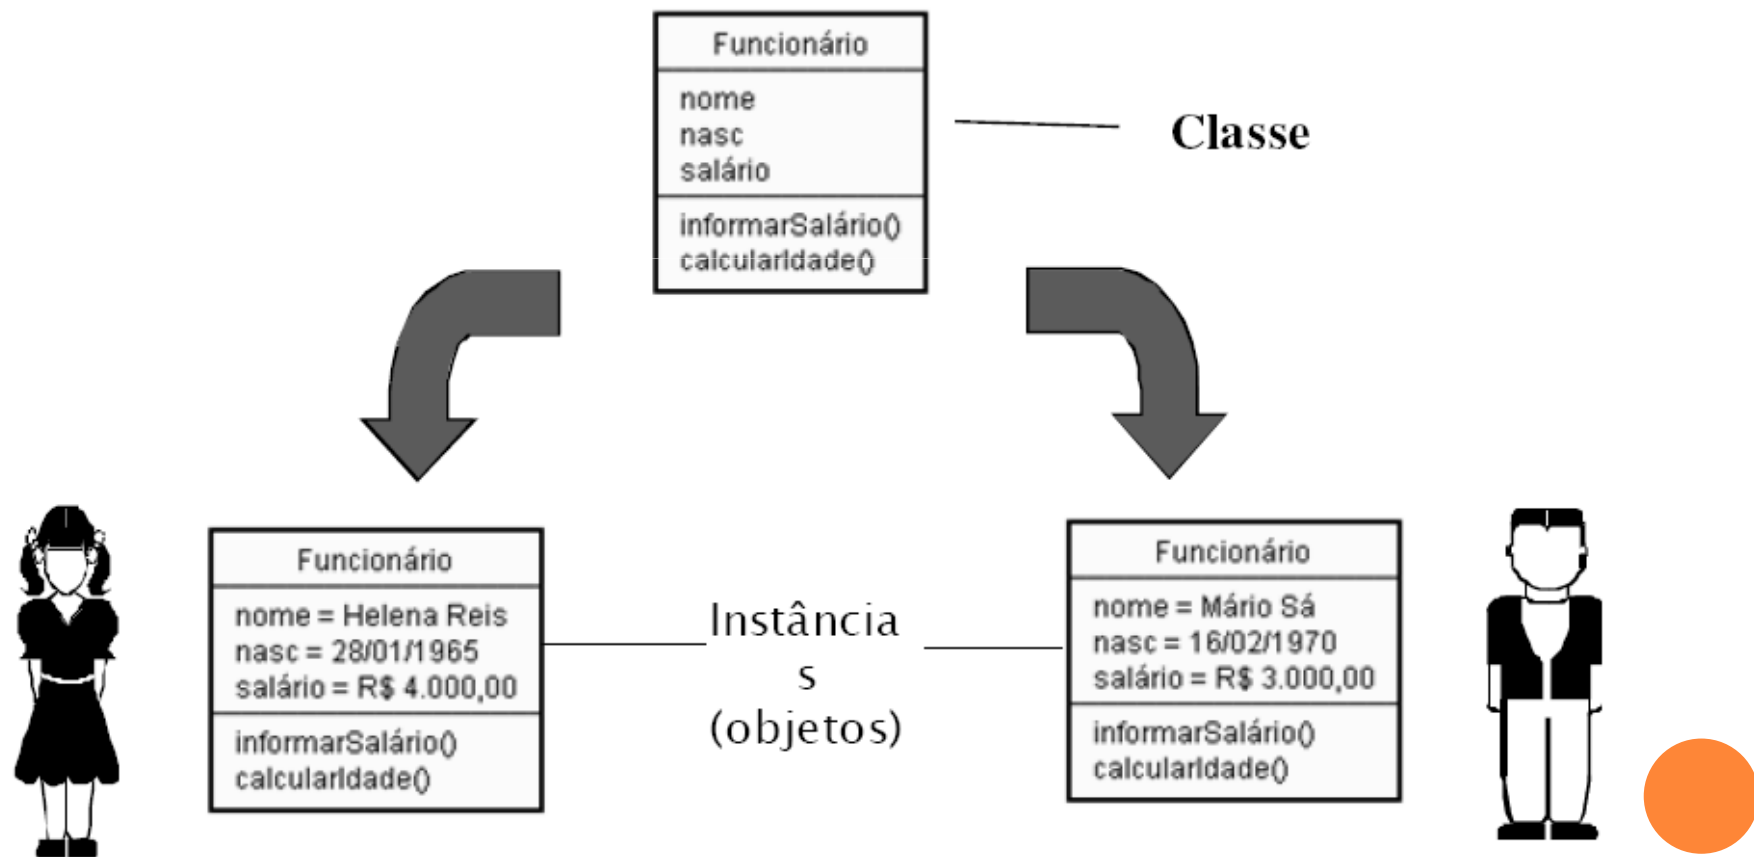 Funcionário
nome
nasc
salário
informarSalário()
calcularIdade()
Classe
Funcionário
nome = Helena Reis
nasc = 28/01/1965
salário = R$ 4.000,00
informarSalário()
calcularIdade()
Instância
s
(objetos)
Funcionário
nome = Mário Sá
nasc = 16/02/1970
salário = R$ 3.000,00
informarSalário()
calcularIdade()